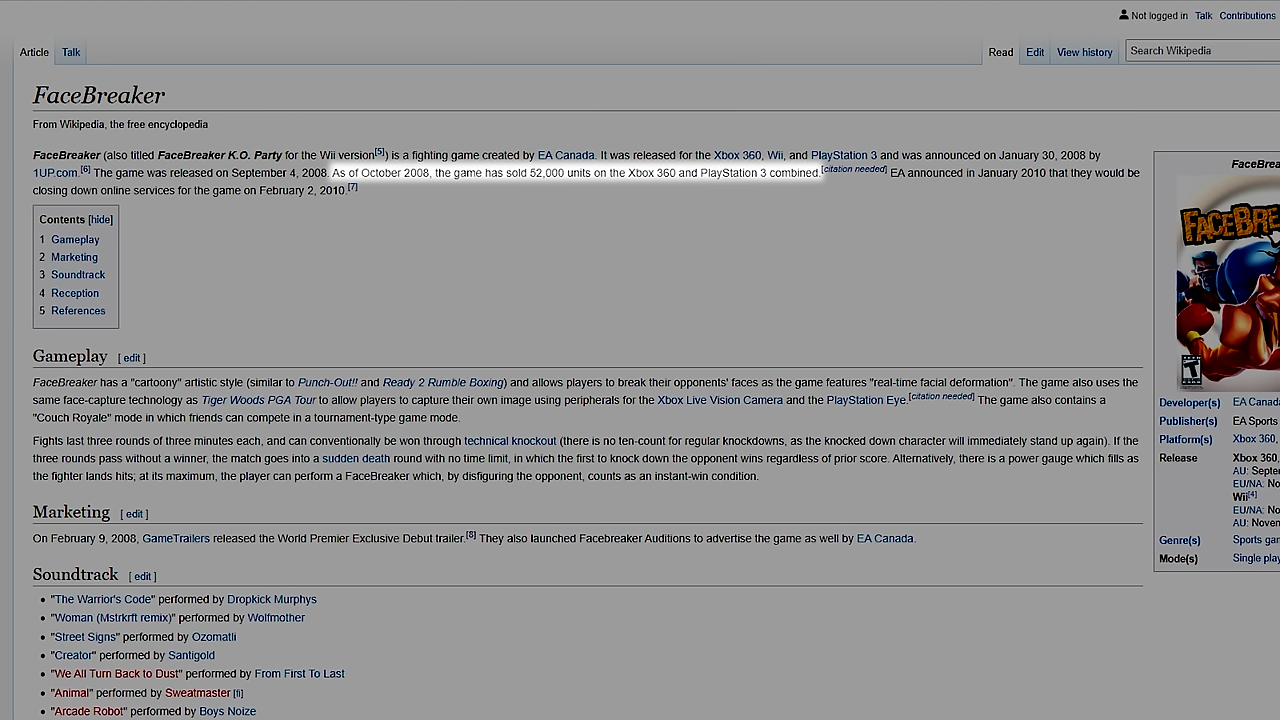 Not logged in Talk Contributions
Article Talk Read Edit View history Search Wikipedia
FaceBreaker
From Wikipedia, the free encyclopedia
FaceBreaker (also titled FaceBreaker K.O. Party for the Wii version[5]) is a fighting game created by EA Canada. It was released for the Xbox 360, Wii, and PlayStation 3 and was announced on January 30, 2008 by
1UP.com.[6] The game was released on September 4, 2008. As of October 2008, the game has sold 52,000 units on the Xbox 360 and PlayStation 3 combined.[citation needed] EA announced in January 2010 that they would be
closing down online services for the game on February 2, 2010.[7]
Contents [hide]
1 Gameplay
2 Marketing
3 Soundtrack
4 Reception
5 References
Gameplay [ edit ]
FaceBreaker has a "cartoony" artistic style (similar to Punch-Out!! and Ready 2 Rumble Boxing) and allows players to break their opponents' faces as the game features "real-time facial deformation". The game also uses the
same face-capture technology as Tiger Woods PGA Tour to allow players to capture their own image using peripherals for the Xbox Live Vision Camera and the PlayStation Eye.[citation needed] The game also contains a
"Couch Royale" mode in which friends can compete in a tournament-type game mode.
Fights last three rounds of three minutes each, and can conventionally be won through technical knockout (there is no ten-count for regular knockdowns, as the knocked down character will immediately stand up again). If the
three rounds pass without a winner, the match goes into a sudden death round with no time limit, in which the first to knock down the opponent wins regardless of prior score. Alternatively, there is a power gauge which fills as
the fighter lands hits; at its maximum, the player can perform a FaceBreaker which, by disfiguring the opponent, counts as an instant-win condition.
Marketing [ edit ]
On February 9, 2008, GameTrailers released the World Premier Exclusive Debut trailer.[8] They also launched Facebreaker Auditions to advertise the game as well by EA Canada.
Soundtrack [ edit ]
• "The Warrior's Code" performed by Dropkick Murphys
• "Woman (Mstrkrft remix)" performed by Wolfmother
• "Street Signs" performed by Ozomatli
• "Creator" performed by Santigold
• "We All Turn Back to Dust" performed by From First To Last
• "Animal" performed by Sweatmaster [fi]
• "Arcade Robot" performed by Boys Noize
FaceBrea
FACEBRE
T
Developer(s) EA Canada
Publisher(s) EA Sports
Platform(s) Xbox 360,
Release Xbox 360,
AU: Septe
EU/NA: No
Wii[4]
EU/NA: No
AU: Noven
Genre(s) Sports gar
Mode(s) Single play